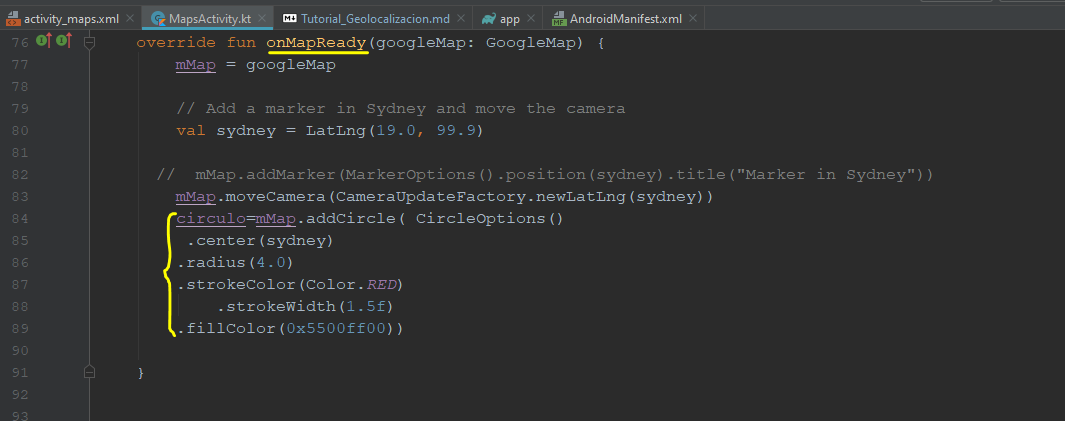 activity_maps.xml MapsActivity.kt Tutorial_Geolocalizacion.md app AndroidManifest.xml
76 override fun onMapReady(googleMap: GoogleMap) {
77 mMap = googleMap
78
79 // Add a marker in Sydney and move the camera
80 val sydney = LatLng(19.0, 99.9)
81
82 // mMap.addMarker(MarkerOptions().position(sydney).title("Marker in Sydney"))
83 mMap.moveCamera(CameraUpdateFactory.newLatLng(sydney))
84 circulo=mMap.addCircle( CircleOptions()
85 .center(sydney)
86 .radius(4.0)
87 .strokeColor(Color.RED)
88 .strokeWidth(1.5f)
89 .fillColor(0x5500ff00))
90
91 }
92
93